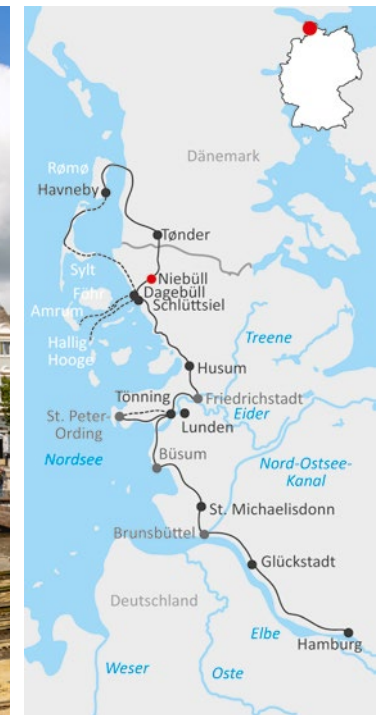 Rømø
Dänemark
Havneby
Tønder
Sylt
Niebüll
Föhr
Dagebüll
Amrum
Schlüttsiel
Hallig
Hooge
Treene
Husum
Tönning
Friedrichstadt
St. Peter-
Ording
Eider
Lunden
Nordsee
Büsum
Nord-Ostsee-
Kanal
St. Michaelisdonn
Brunsbüttel
Glückstadt
Deutschland
Elbe
Hamburg
Weser
Oste